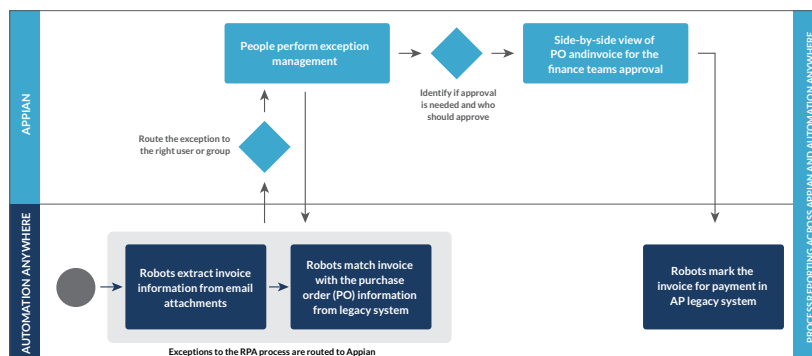 APPIAN
People perform exception
management
Identify if approval
is needed and who
should approve
Side-by-side view of
PO andinvoice for the
finance teams approval
Route the exception to
the right user or group
AUTOMATION ANYWHERE
Robots extract invoice
information from email
attachments
Robots match invoice
with the purchase
order (PO) information
from legacy system
Robots mark the
invoice for payment in
AP legacy system
Exceptions to the RPA process are routed to Appian
PROCESS REPORTING ACROSS APPIAN AND AUTOMATION ANYWHERE